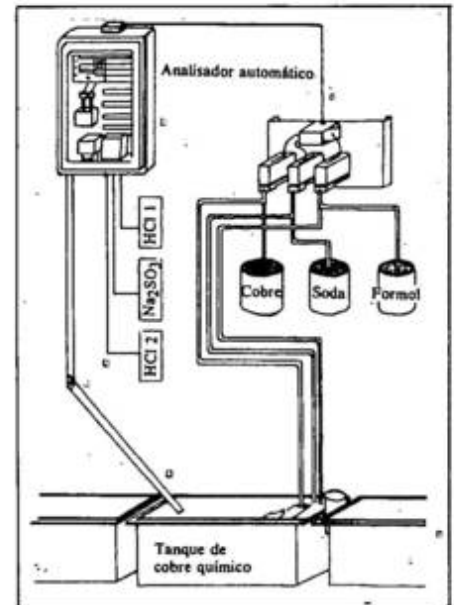 Analisador automático
HCl 1
Na₂SO₃
HCl 2
Cobre
Soda
Formol
Tanque de
cobre químico